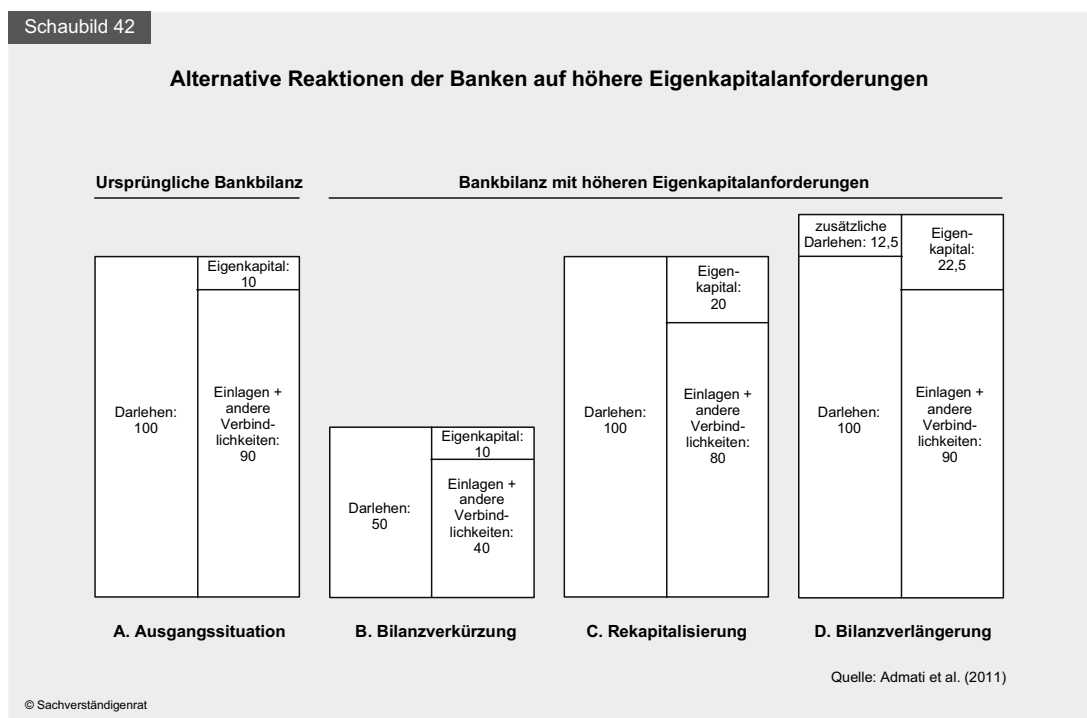 Schaubild 42
Alternative Reaktionen der Banken auf höhere Eigenkapitalanforderungen
Ursprüngliche Bankbilanz
Bankbilanz mit höheren Eigenkapitalanforderungen
Eigenkapital:
10
Darlehen:
100
Einlagen +
andere
Verbind-
lichkeiten:
90
A. Ausgangssituation
Eigenkapital:
10
Darlehen:
50
Einlagen +
andere
Verbind-
lichkeiten:
40
B. Bilanzverkürzung
Eigen-
kapital:
20
Darlehen:
100
Einlagen +
andere
Verbind-
lichkeiten:
80
C. Rekapitalisierung
zusätzliche
Darlehen: 12,5
Eigen-
kapital:
22,5
Darlehen:
100
Einlagen +
andere
Verbind-
lichkeiten:
90
D. Bilanzverlängerung
Quelle: Admati et al. (2011)
© Sachverständigenrat